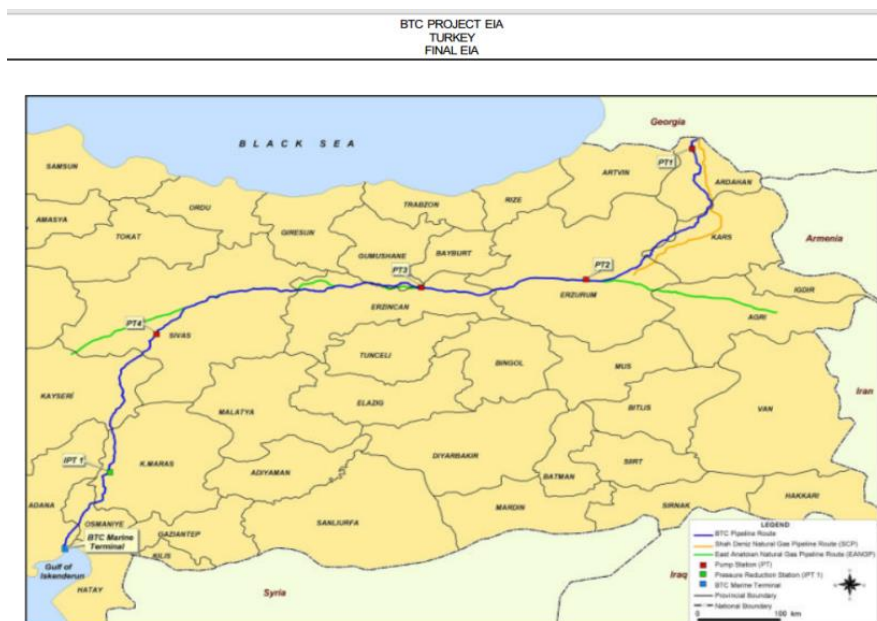 BTC PROJECT EIA
TURKEY
FINAL EIA
Georgia
BLACK SEA
PT1
SAMSUN
ARTVIN
ARDAHAN
ORDU
TRABZON
RIZE
AMASYA
TOKAT
GIRESUN
KARS
Armenia
GUMUSHANE
BAYBURT
PT3
PT2
ERZINCAN
ERZURUM
IGDIR
AGRI
PT4
SIVAS
TUNCELI
BINGOL
MUS
Iran
KAYSERİ
ELAZIG
MALATYA
BITLIS
VAN
IPT 1
K.MARAS
DIYARBAKIR
SIIRT
ADIYAMAN
BATMAN
HAKKARI
ADANA
MARDIN
SIRNAK
OSMANIYE
SANLIURFA
GAZIANTEP
BTC Marine
Terminal
KILIS
Gulf of
Iskenderun
HATAY
Syria
Iraq
LEGEND
BTC Pipeline Route
Shah Deniz Natural Gas Pipeline Route (SCP)
East Anatolian Natural Gas Pipeline Route (EANGP)
Pump Station (PT)
Pressure Reduction Station (IPT 1)
BTC Marine Terminal
Provincial Boundary
National Boundary
0 100 km